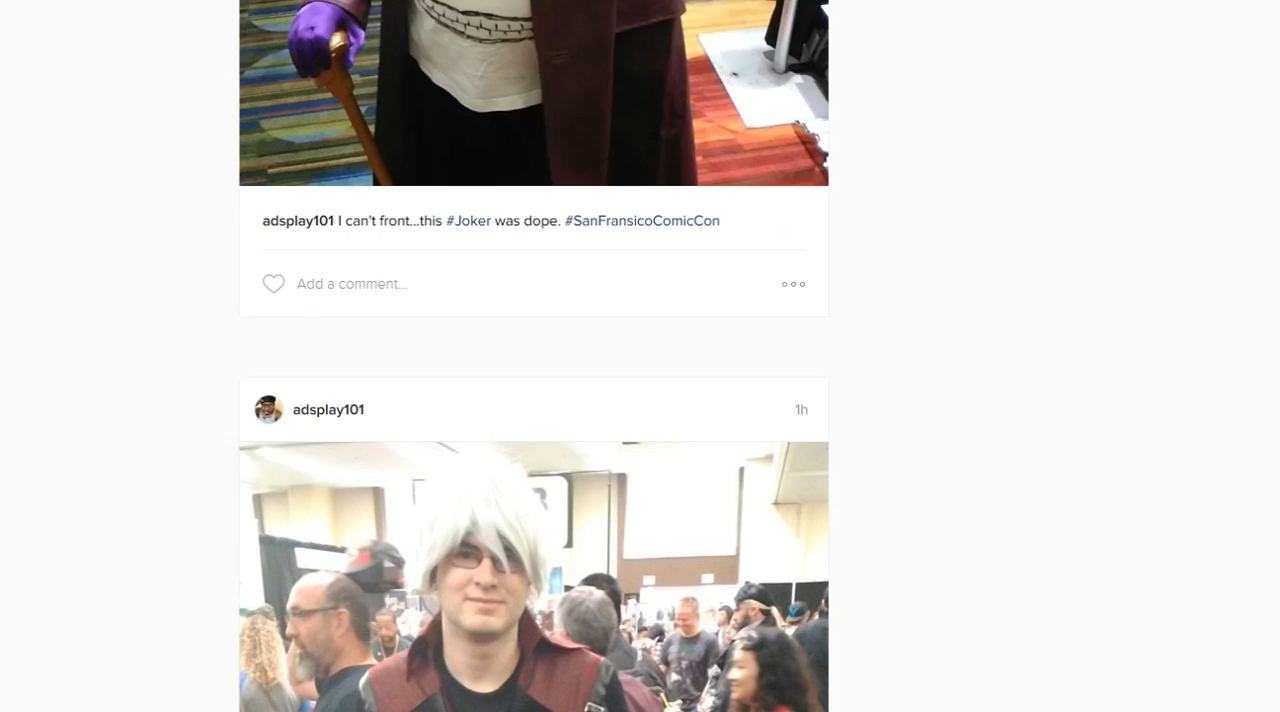 adsplay101 I can't front...this #Joker was dope. #SanFransicoComicCon
Add a comment...
adsplay101 1h